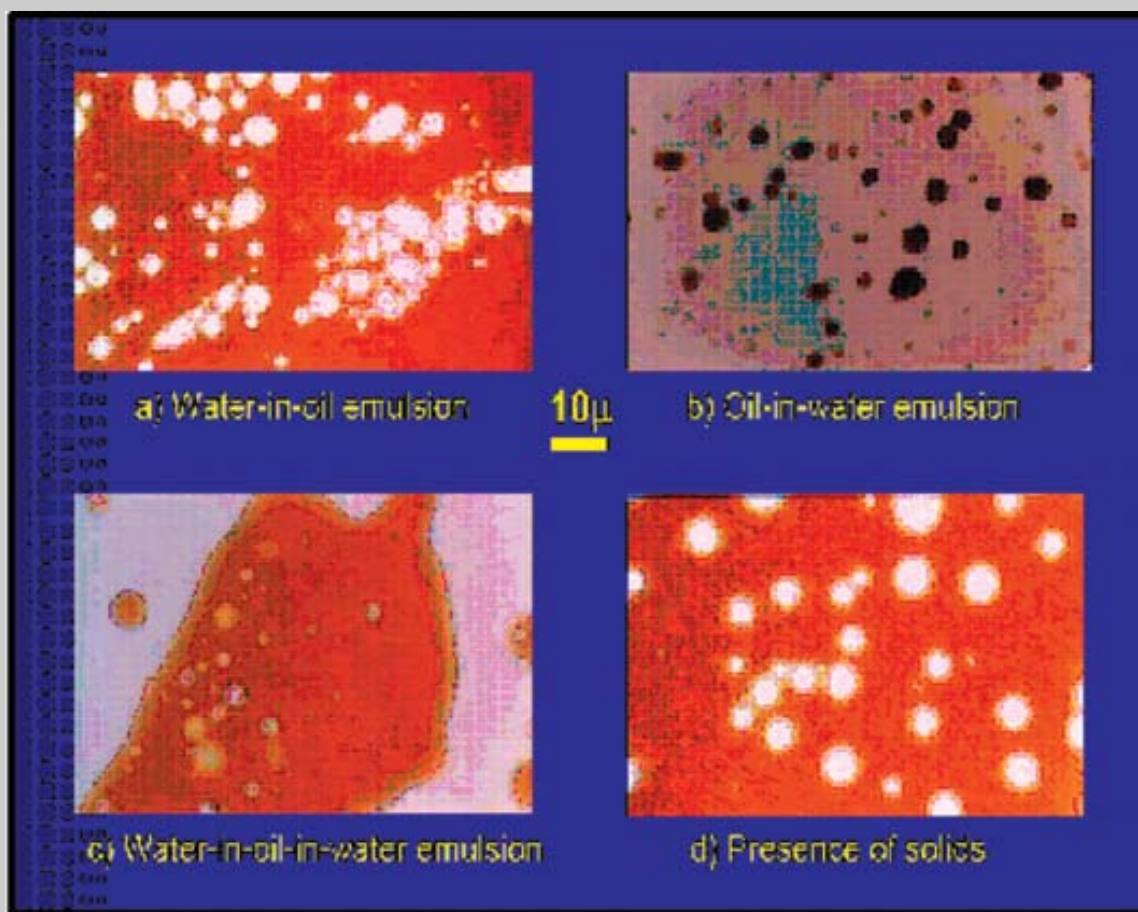 a) Water-in-oil emulsion
10μ
b) Oil-in-water emulsion
c) Water-in-oil-in-water emulsion
d) Presence of solids